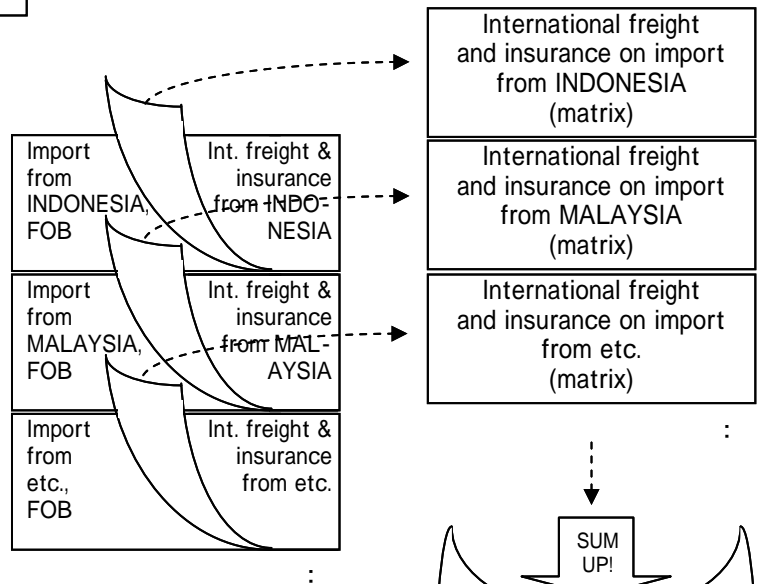 International freight
and insurance on import
from INDONESIA
(matrix)
Import
from
INDONESIA,
FOB
Int. freight &
insurance
from INDO-
NESIA
International freight
and insurance on import
from MALAYSIA
(matrix)
Import
from
MALAYSIA,
FOB
Int. freight &
insurance
from MAL-
AYSIA
International freight
and insurance on import
from etc.
(matrix)
Import
from
etc.,
FOB
Int. freight &
insurance
from etc.
:
:
SUM
UP!